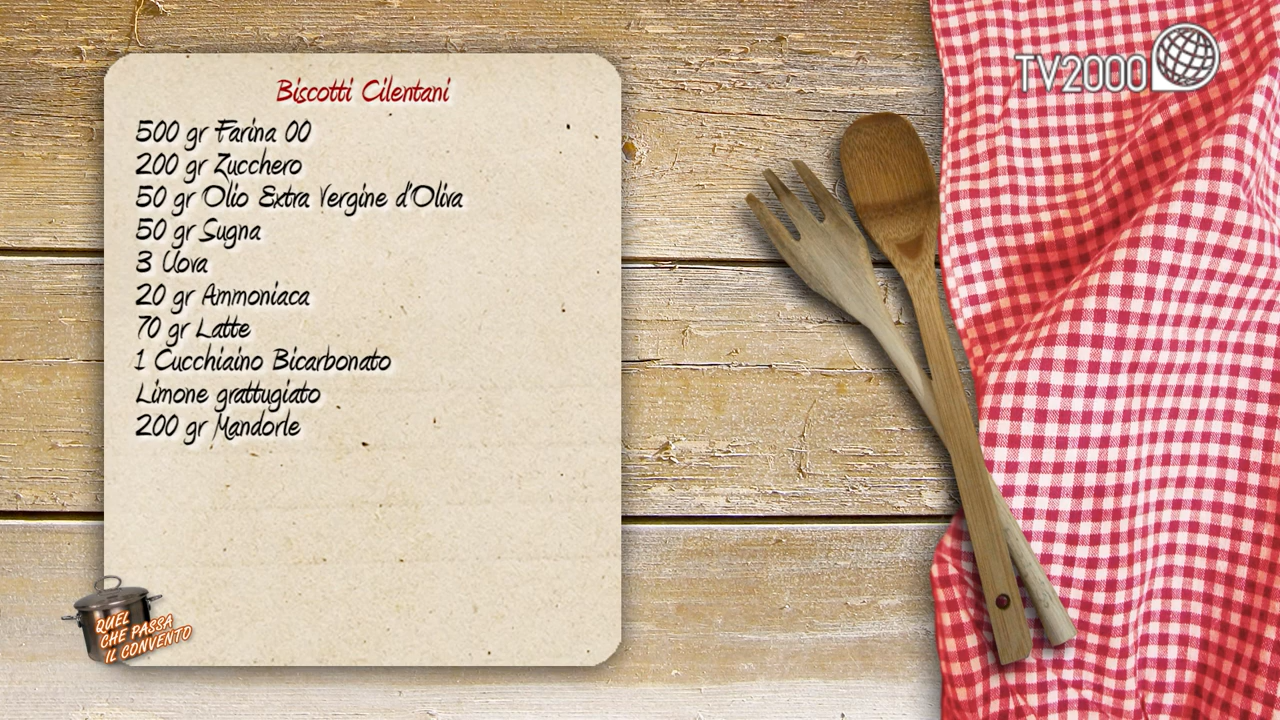 Biscotti Cilentani
500 gr Farina 00
200 gr Zucchero
50 gr Olio Extra Vergine d'Oliva
50 gr Sugna
3 Uova
20 gr Ammoniaca
70 gr Latte
1 Cucchiaino Bicarbonato
Limone grattugiato
200 gr Mandorle
TV2000
QUEL
CHE PASSA
IL CONVENTO